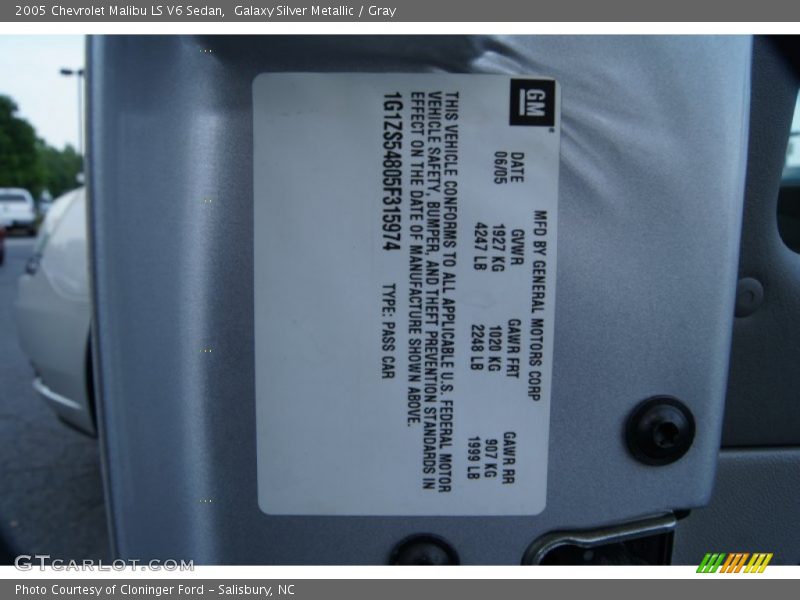 2005 Chevrolet Malibu LS V6 Sedan,  Galaxy Silver Metallic / Gray
GM
MFD BY GENERAL MOTORS CORP
DATE GVWR GAWR FRT GAWR RR
06/05 1927 KG 1020 KG 907 KG
4247 LB 2248 LB 1999 LB
THIS VEHICLE CONFORMS TO ALL APPLICABLE U.S. FEDERAL MOTOR
VEHICLE SAFETY, BUMPER, AND THEFT PREVENTION STANDARDS IN
EFFECT ON THE DATE OF MANUFACTURE SHOWN ABOVE.
1G1ZS54805F315974 TYPE: PASS CAR
GTCARLOT.COM
Photo Courtesy of Cloninger Ford - Salisbury, NC